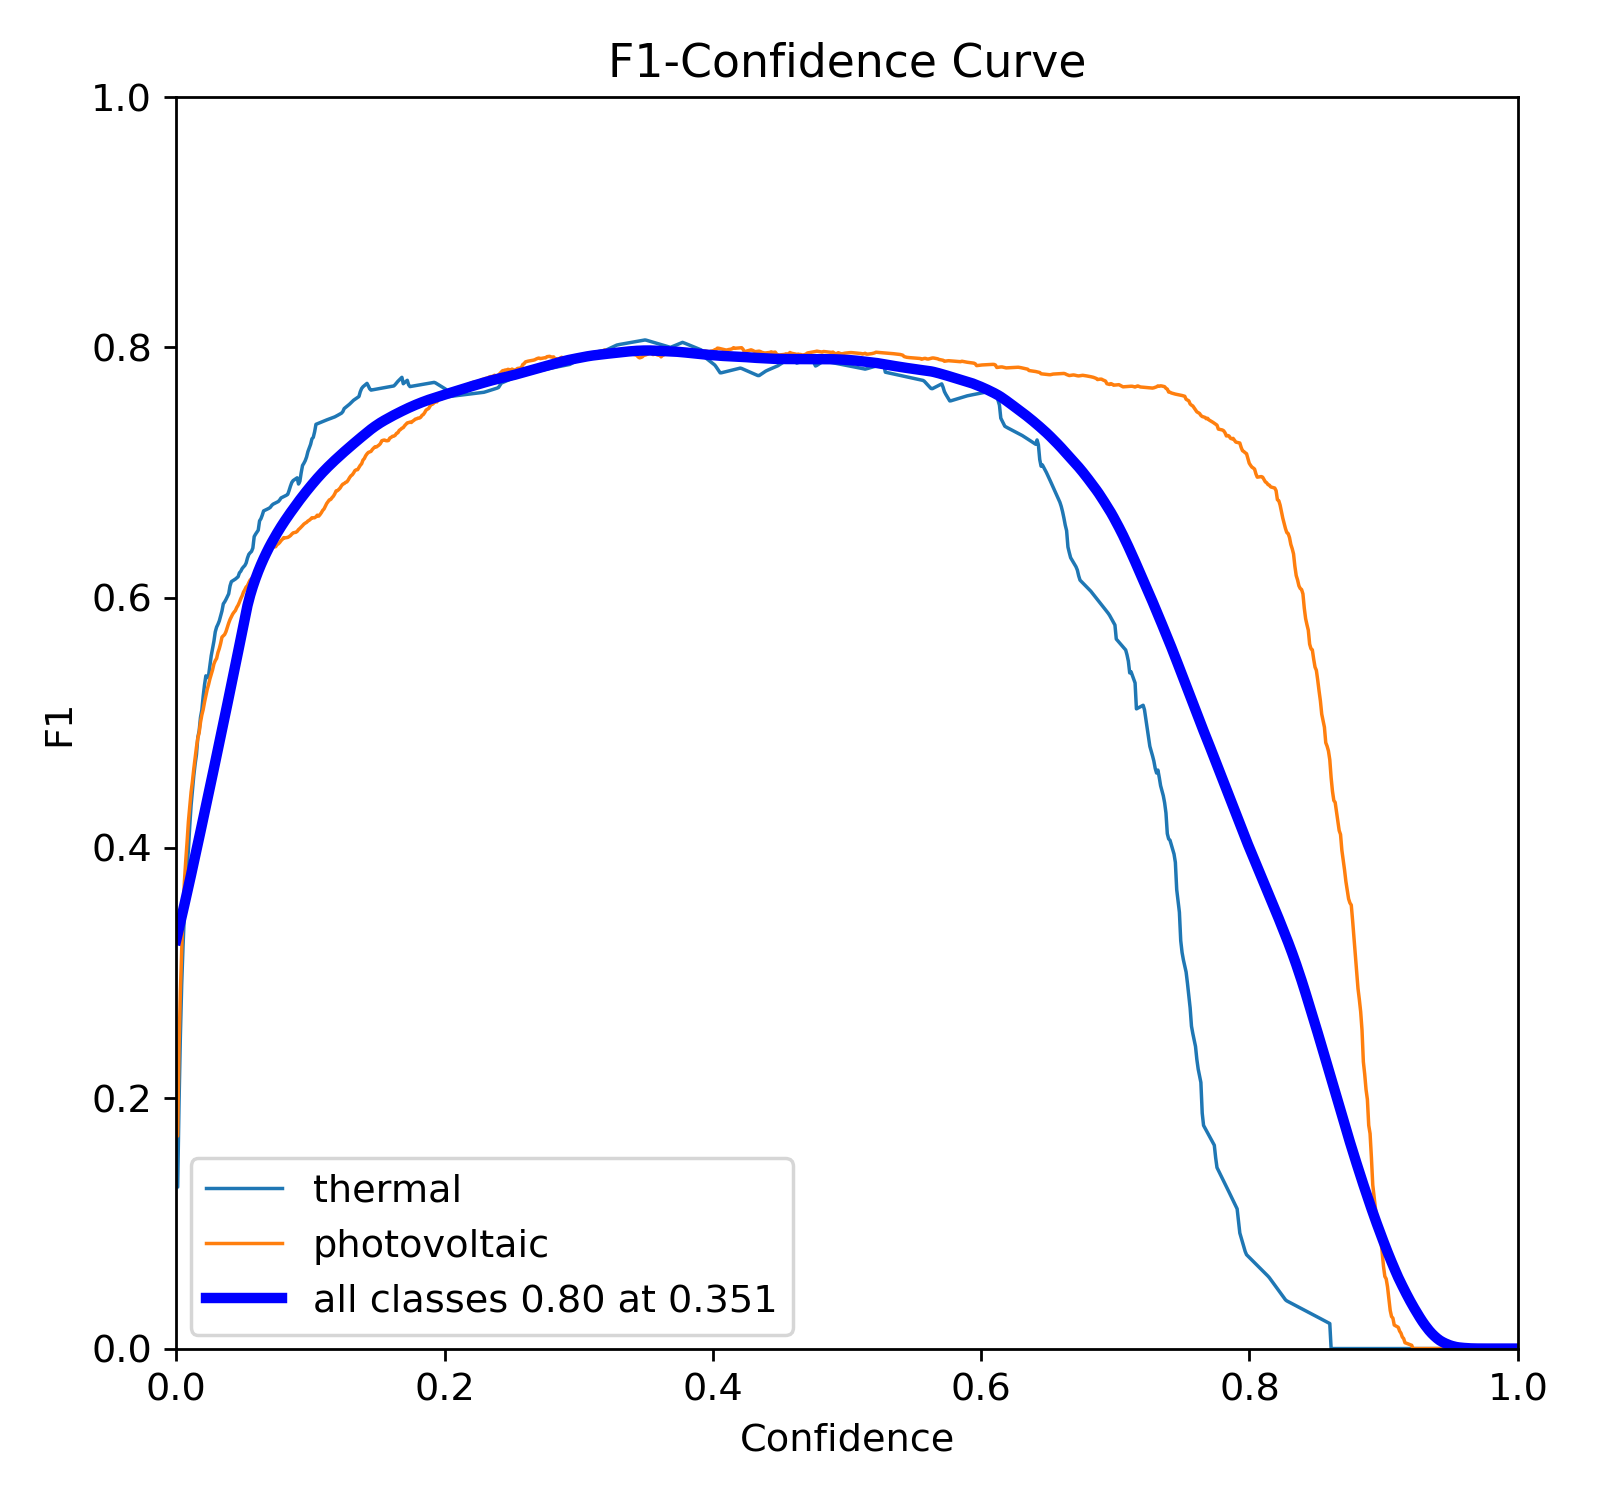 F1-Confidence Curve
1.0
0.8
0.6
0.4
0.2
0.0
F1
thermal
photovoltaic
all classes 0.80 at 0.351
0.0 0.2 0.4 0.6 0.8 1.0
Confidence